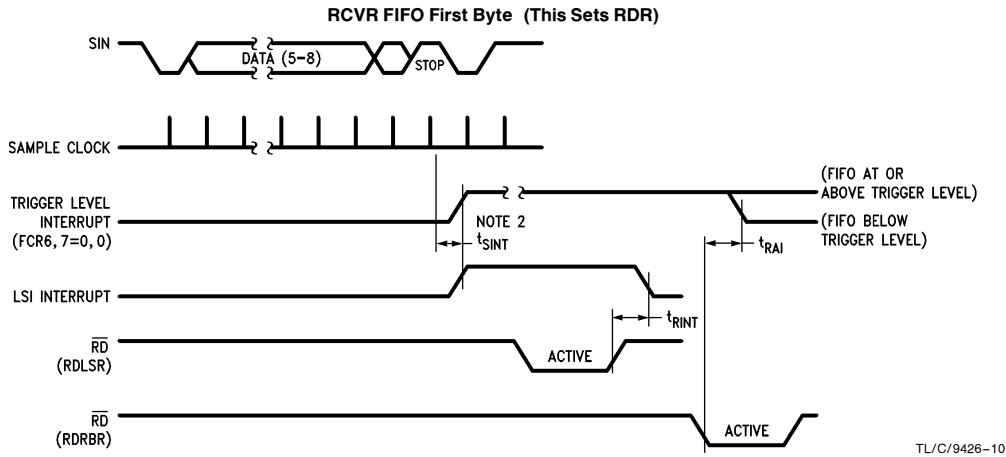 RCVR FIFO First Byte (This Sets RDR)
SIN
DATA (5–8)
STOP
SAMPLE CLOCK
TRIGGER LEVEL
INTERRUPT
(FCR6, 7=0, 0)
NOTE 2
tSINT
(FIFO AT OR
ABOVE TRIGGER LEVEL)
(FIFO BELOW
TRIGGER LEVEL)
tRAI
LSI INTERRUPT
tRINT
RD
(RDLSR)
ACTIVE
RD
(RDRBR)
ACTIVE
TL/C/9426–10